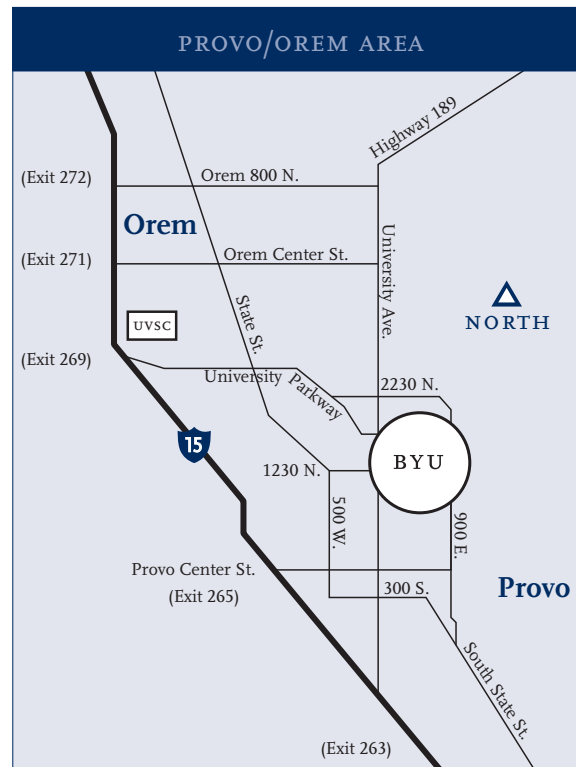 PROVO/OREM AREA
Highway 189
(Exit 272)
Orem 800 N.
Orem
University Ave.
(Exit 271)
Orem Center St.
NORTH
State St.
UVSC
(Exit 269)
University Parkway
2230 N.
15
BYU
1230 N.
500 W.
900 E.
Provo Center St.
(Exit 265)
300 S.
Provo
South State St.
(Exit 263)